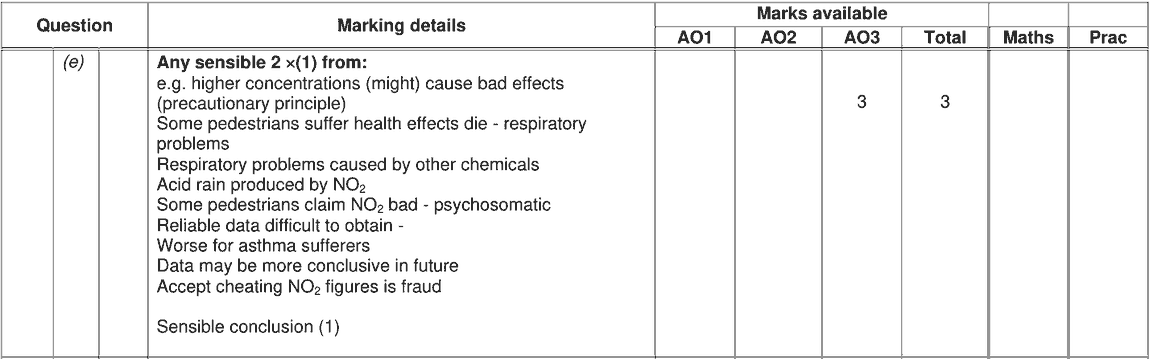 Question Marking details Marks available
AO1 AO2 AO3 Total Maths Prac
(e) Any sensible 2 ×(1) from:
e.g. higher concentrations (might) cause bad effects
(precautionary principle) 3 3
Some pedestrians suffer health effects die - respiratory
problems
Respiratory problems caused by other chemicals
Acid rain produced by NO₂
Some pedestrians claim NO₂ bad - psychosomatic
Reliable data difficult to obtain -
Worse for asthma sufferers
Data may be more conclusive in future
Accept cheating NO₂ figures is fraud
Sensible conclusion (1)